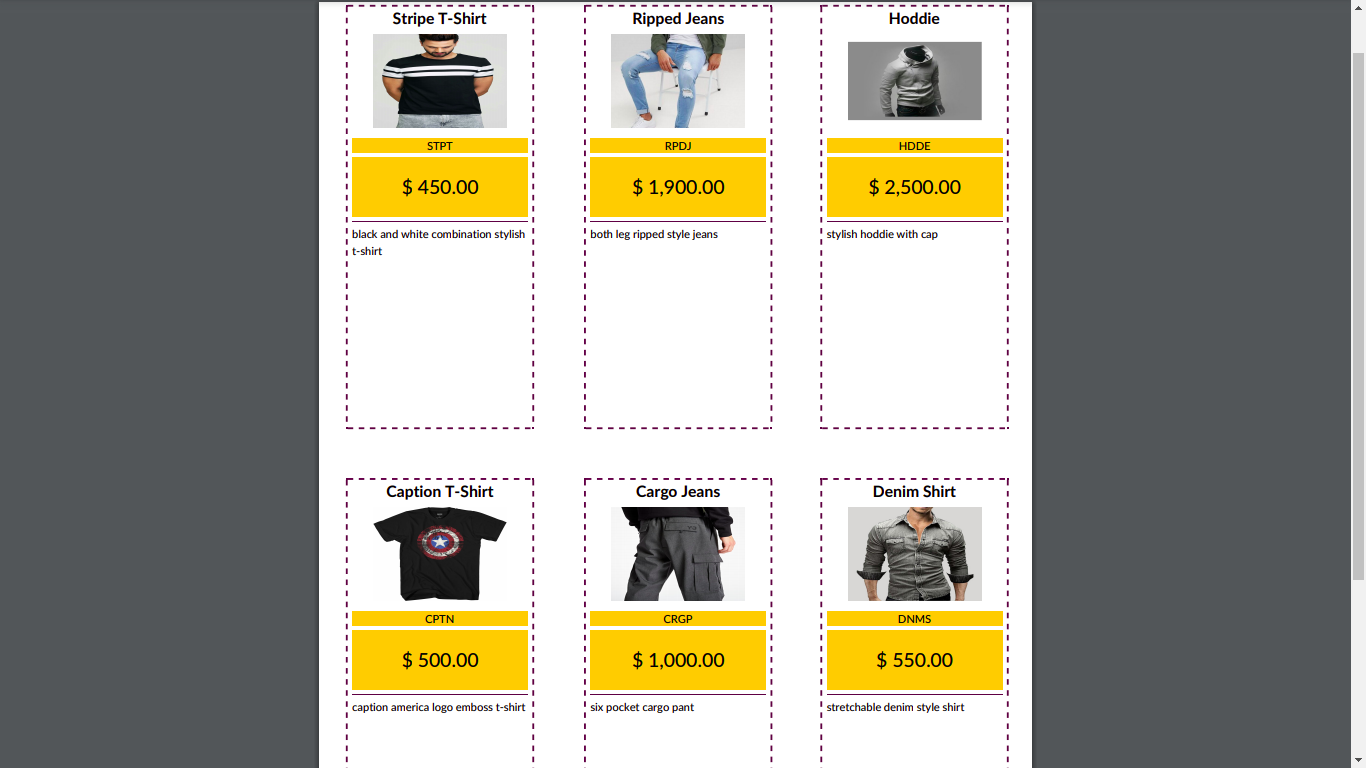 Stripe T-Shirt
STPT
$ 450.00
black and white combination stylish
t-shirt
Ripped Jeans
RPDJ
$ 1,900.00
both leg ripped style jeans
Hoddie
HDDE
$ 2,500.00
stylish hoddie with cap
Caption T-Shirt
CPTN
$ 500.00
caption america logo emboss t-shirt
Cargo Jeans
CRGP
$ 1,000.00
six pocket cargo pant
Denim Shirt
DNMS
$ 550.00
stretchable denim style shirt